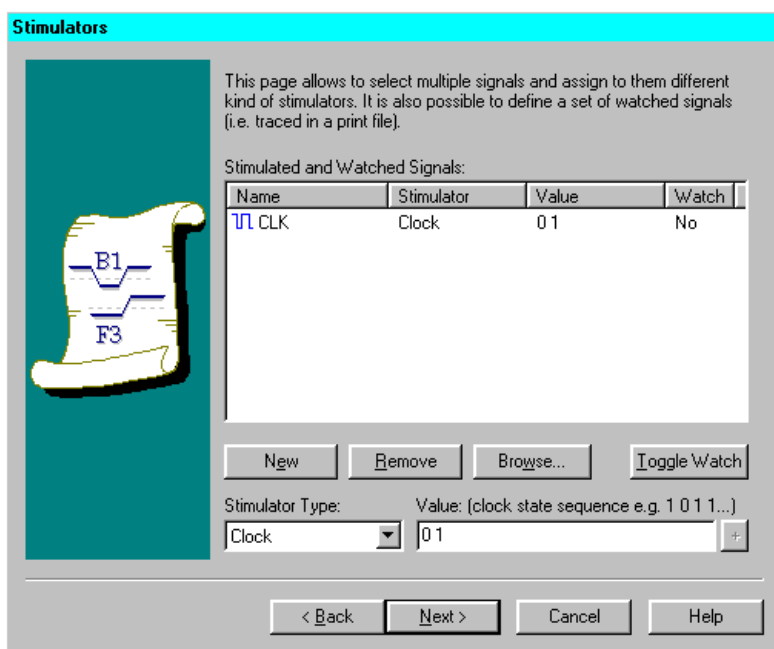 Stimulators
This page allows to select multiple signals and assign to them different
kind of stimulators. It is also possible to define a set of watched signals
(i.e. traced in a print file).
Stimulated and Watched Signals:
Name Stimulator Value Watch
CLK Clock 0 1 No
B1
F3
New Remove Browse... Toggle Watch
Stimulator Type: Value: (clock state sequence e.g. 1 0 1 1...)
Clock 0 1 +
< Back Next > Cancel Help